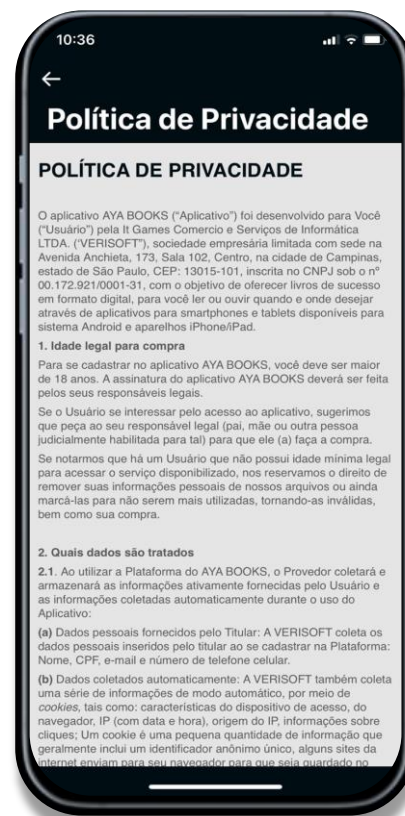 10:36
Política de Privacidade
POLÍTICA DE PRIVACIDADE
O aplicativo AYA BOOKS (“Aplicativo”) foi desenvolvido para Você
(“Usuário”) pela It Games Comercio e Serviços de Informática
LTDA. (‘VERISOFT”), sociedade empresária limitada com sede na
Avenida Anchieta, 173, Sala 102, Centro, na cidade de Campinas,
estado de São Paulo, CEP: 13015-101, inscrita no CNPJ sob o nº
00.172.921/0001-31, com o objetivo de oferecer livros de sucesso
em formato digital, para você ler ou ouvir quando e onde desejar
através de aplicativos para smartphones e tablets disponíveis para
sistema Android e aparelhos iPhone/iPad.
1. Idade legal para compra
Para se cadastrar no aplicativo AYA BOOKS, você deve ser maior
de 18 anos. A assinatura do aplicativo AYA BOOKS deverá ser feita
pelos seus responsáveis legais.
Se o Usuário se interessar pelo acesso ao aplicativo, sugerimos
que peça ao seu responsável legal (pai, mãe ou outra pessoa
judicialmente habilitada para tal) para que ele (a) faça a compra.
Se notarmos que há um Usuário que não possui idade mínima legal
para acessar o serviço disponibilizado, nos reservamos o direito de
remover suas informações pessoais de nossos arquivos ou ainda
marcá-las para não serem mais utilizadas, tornando-as inválidas,
bem como sua compra.
2. Quais dados são tratados
2.1. Ao utilizar a Plataforma do AYA BOOKS, o Provedor coletará e
armazenará as informações ativamente fornecidas pelo Usuário e
as informações coletadas automaticamente durante o uso do
Aplicativo:
(a) Dados pessoais fornecidos pelo Titular: A VERISOFT coleta os
dados pessoais inseridos pelo titular ao se cadastrar na Plataforma:
Nome, CPF, e-mail e número de telefone celular.
(b) Dados coletados automaticamente: A VERISOFT também coleta
uma série de informações de modo automático, por meio de
cookies, tais como: características do dispositivo de acesso, do
navegador, IP (com data e hora), origem do IP, informações sobre
cliques; Um cookie é uma pequena quantidade de informação que
geralmente inclui um identificador anônimo único, alguns sites da
internet enviam para seu navegador para que seja guardado no